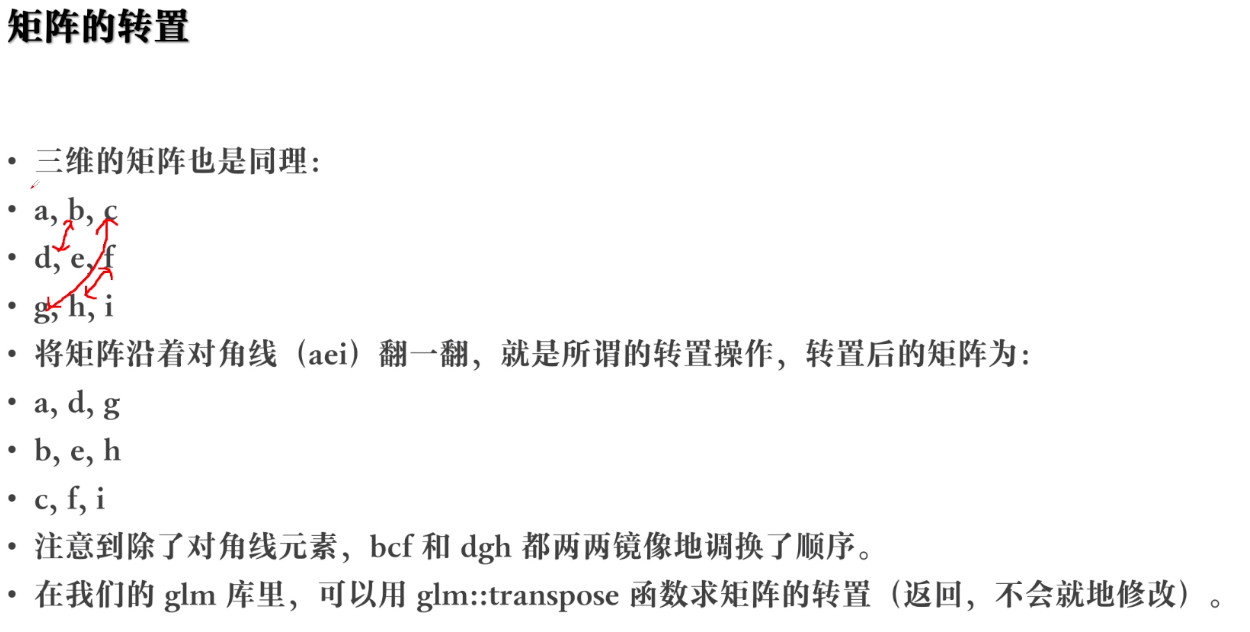 矩阵的转置
• 三维的矩阵也是同理：
• a, b, c
• d, e, f
• g, h, i
• 将矩阵沿着对角线（aei）翻一翻，就是所谓的转置操作，转置后的矩阵为：
• a, d, g
• b, e, h
• c, f, i
• 注意到除了对角线元素，bcf 和 dgh 都两两镜像地调换了顺序。
• 在我们的 glm 库里，可以用 glm::transpose 函数求矩阵的转置（返回，不会就地修改）。